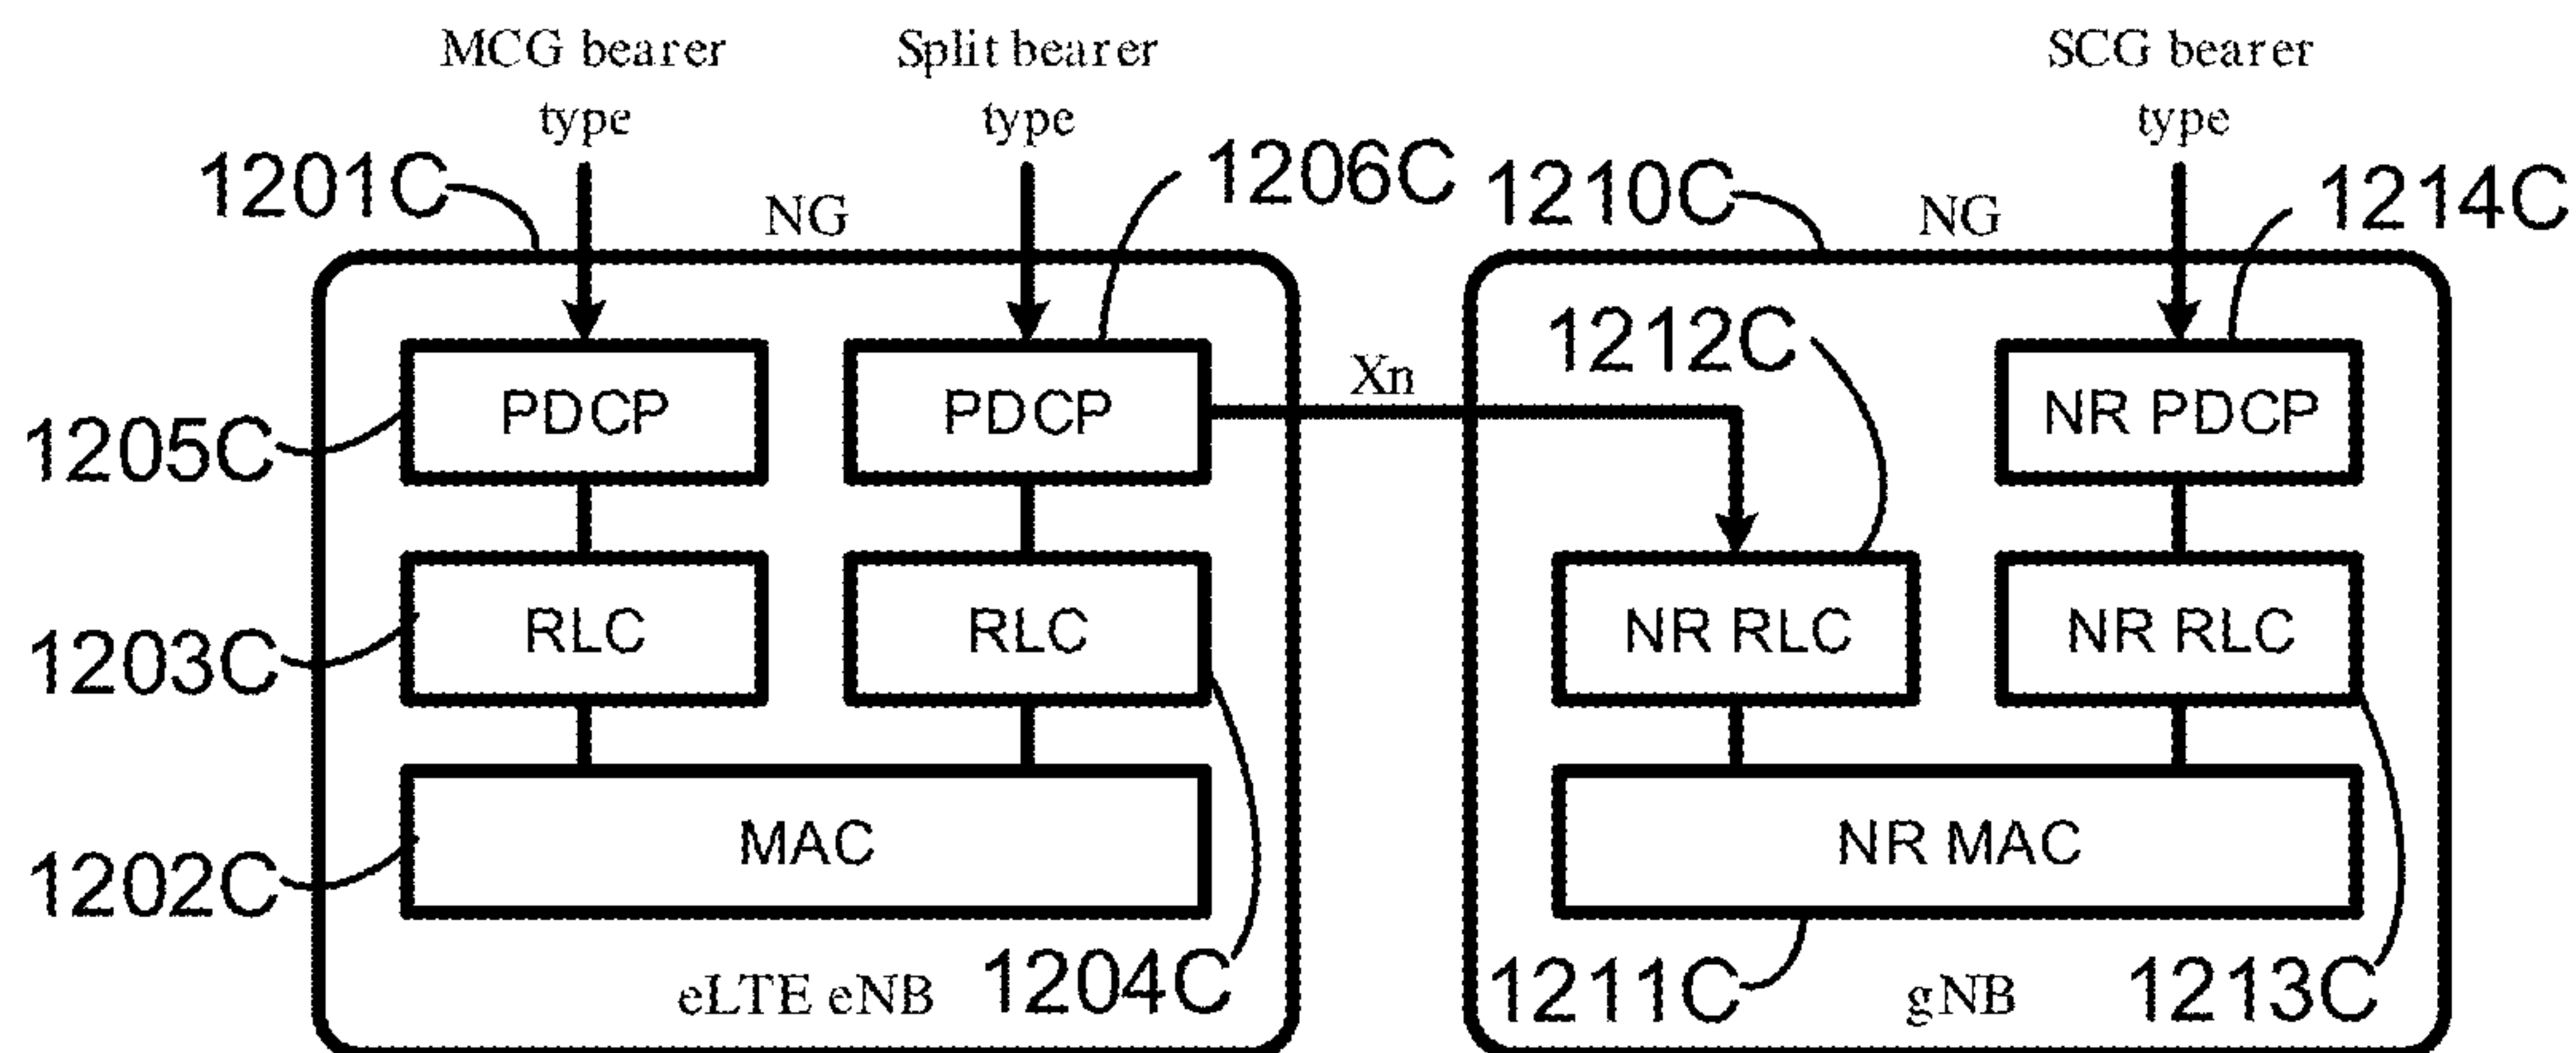 MCG bearer
type
Split bearer
type
SCG bearer
type
1201C
NG
1206C
1210C
NG
1214C
1212C
PDCP
PDCP
Xn
NR PDCP
1205C
RLC
RLC
NR RLC
NR RLC
1203C
MAC
NR MAC
1202C
eLTE eNB
1204C
1211C
gNB
1213C